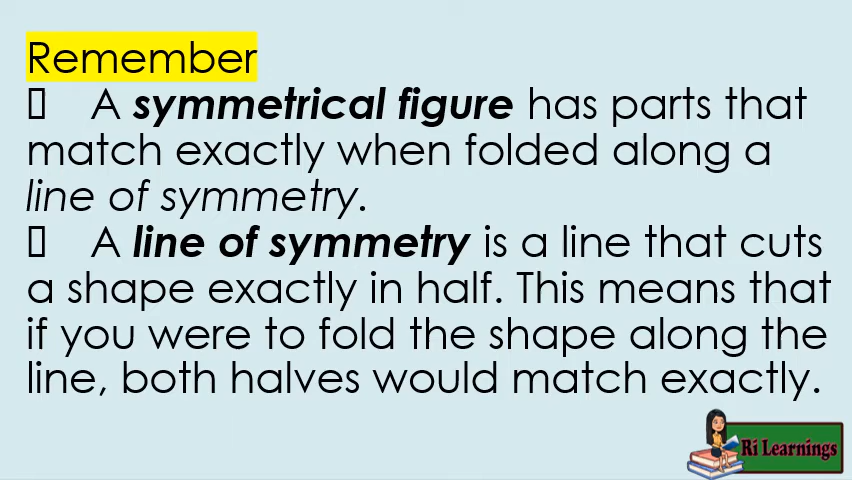 Remember
▯ A symmetrical figure has parts that
match exactly when folded along a
line of symmetry.
▯ A line of symmetry is a line that cuts
a shape exactly in half. This means that
if you were to fold the shape along the
line, both halves would match exactly.
Ri Learnings